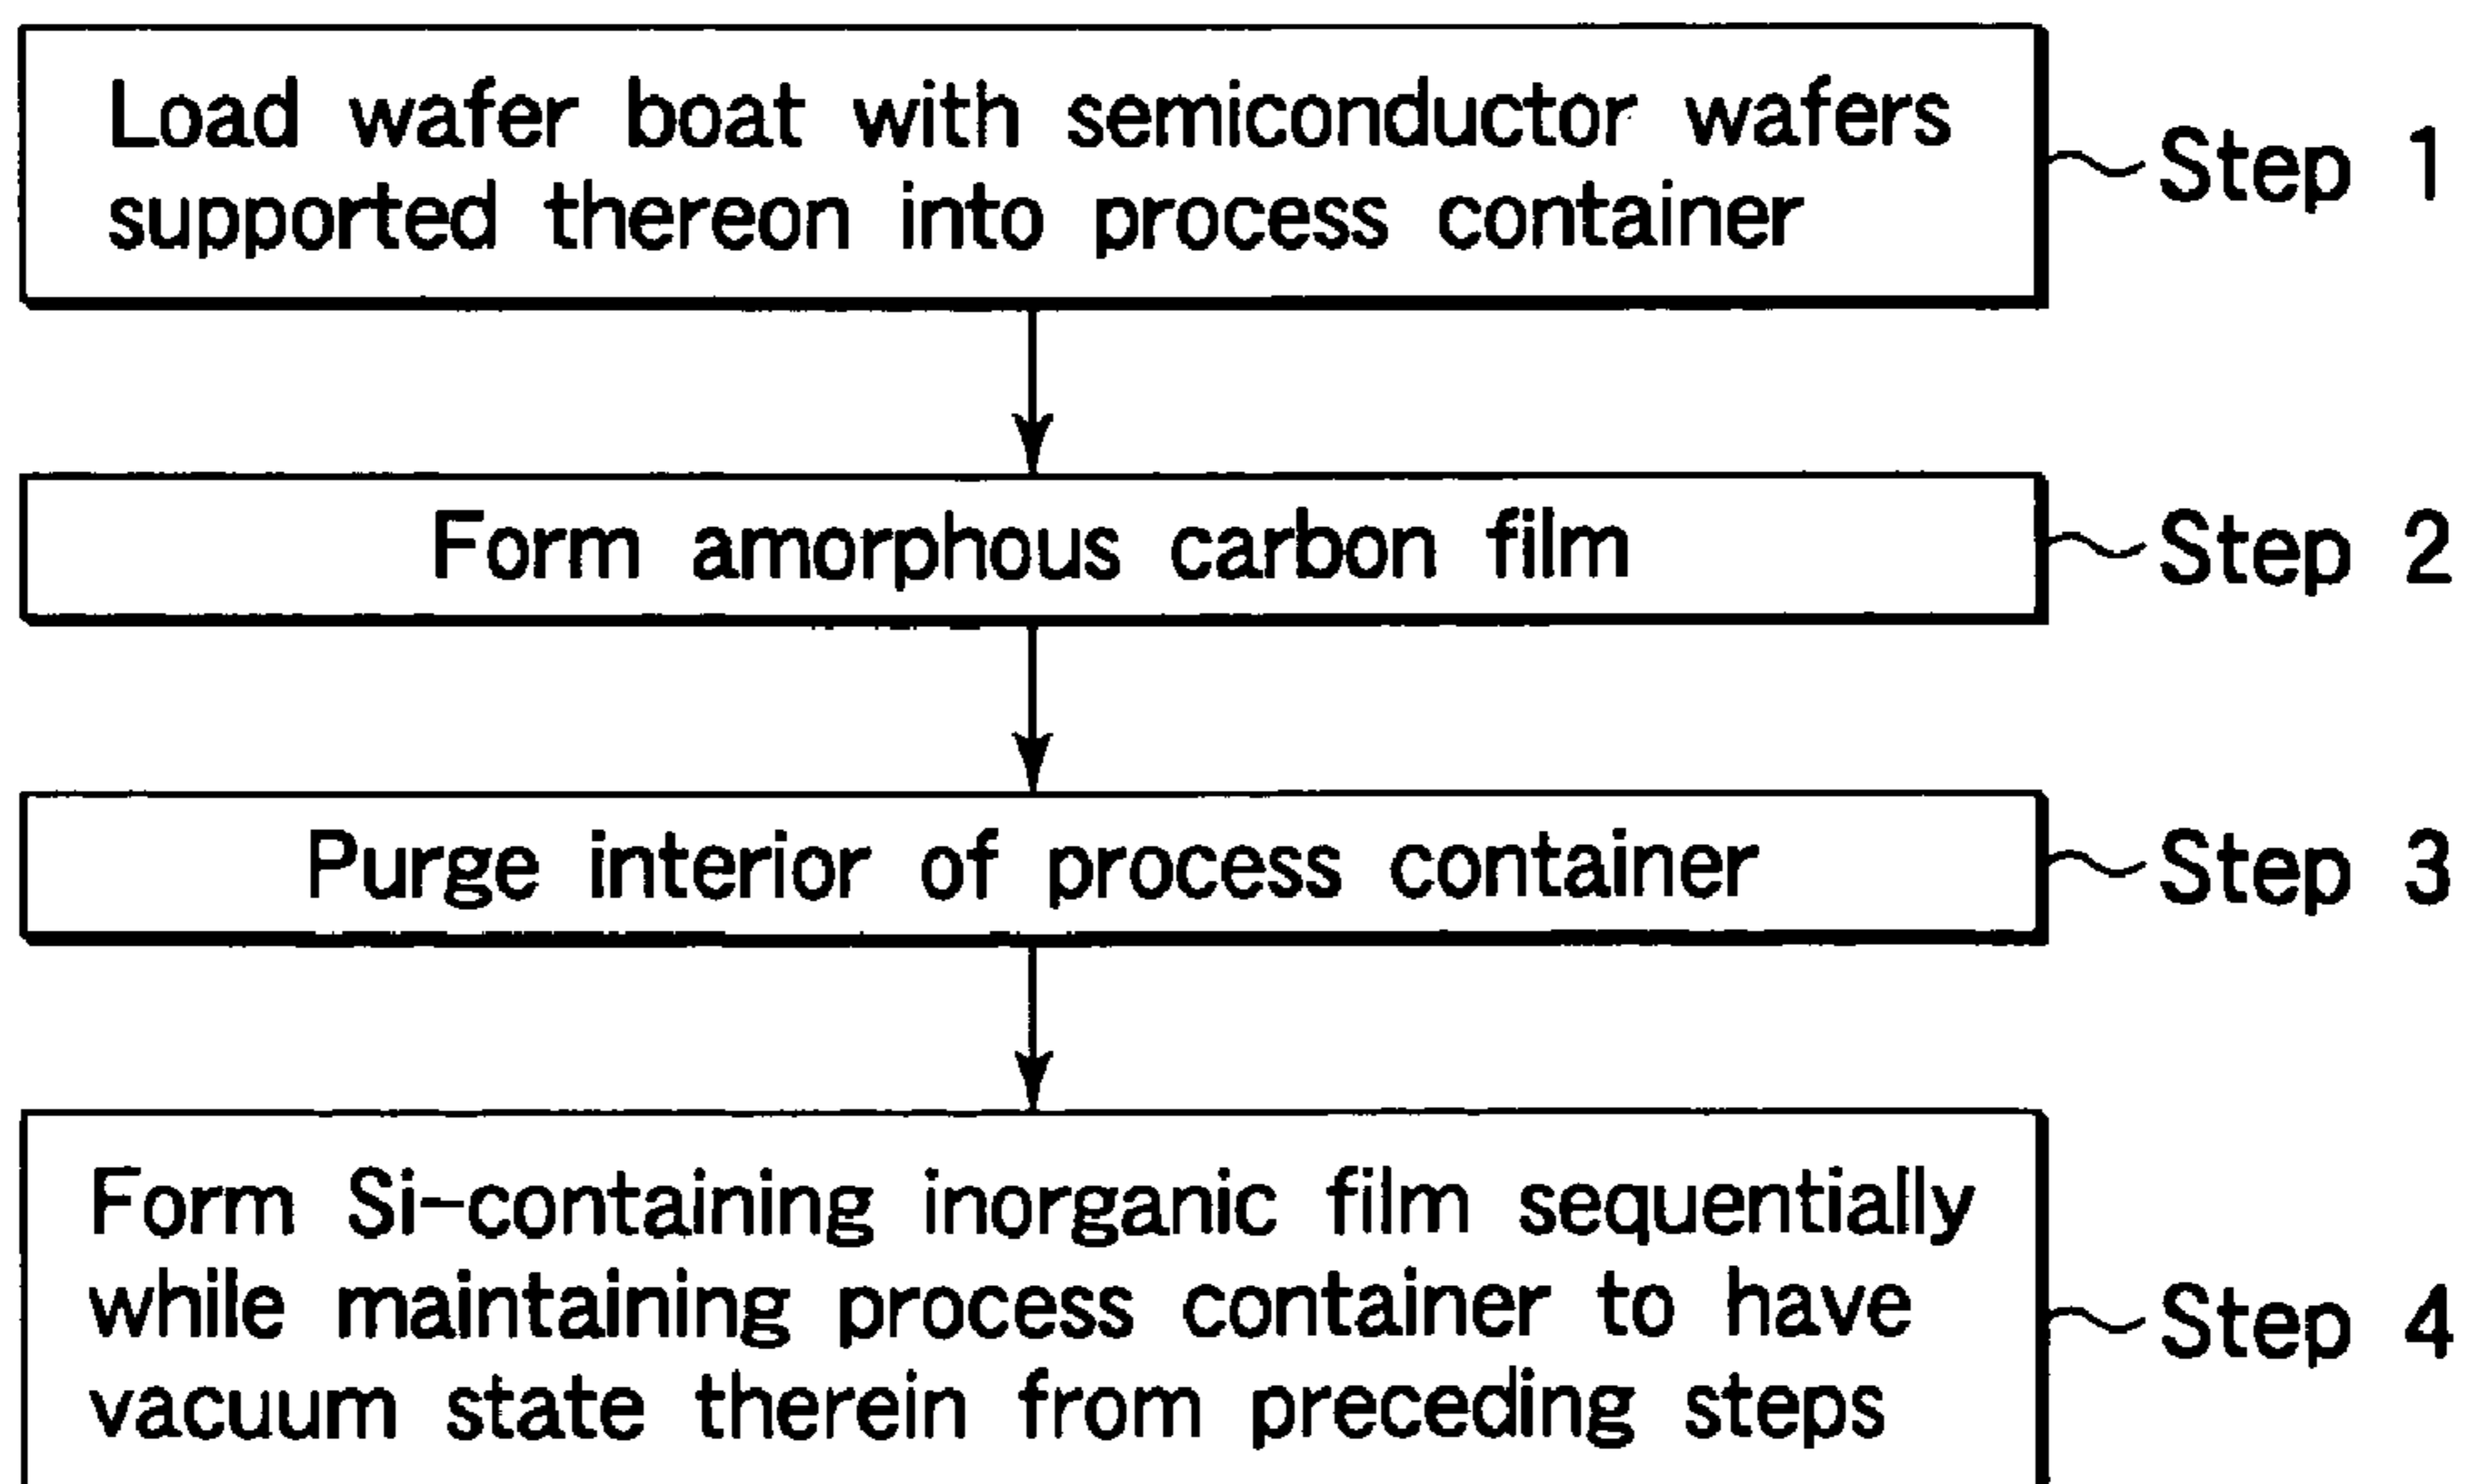 Load wafer boat with semiconductor wafers
supported thereon into process container
Step 1
Form amorphous carbon film
Step 2
Purge interior of process container
Step 3
Form Si-containing inorganic film sequentially
while maintaining process container to have
vacuum state therein from preceding steps
Step 4